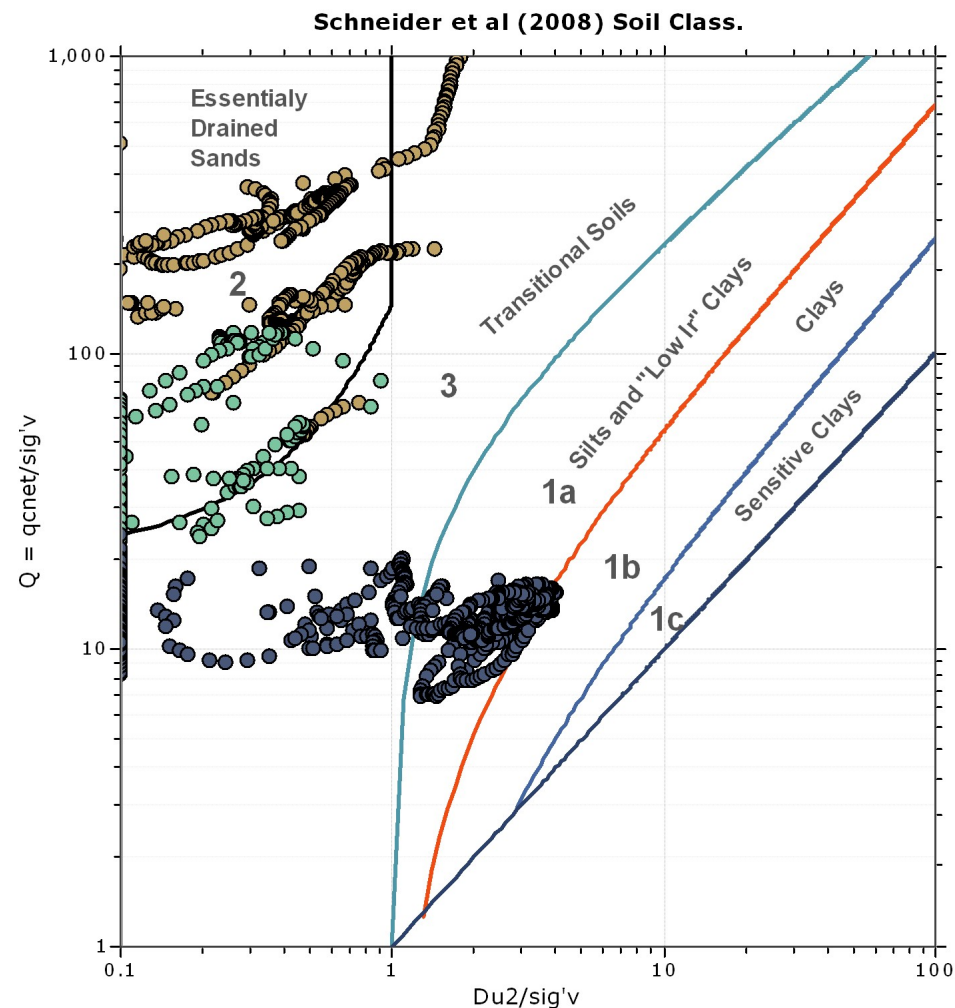 Schneider et al (2008) Soil Class.
1,000
Essentialy
Drained
Sands
Transitional Soils
Silts and "Low Ir" Clays
Clays
Sensitive Clays
2
100
3
1a
1b
1c
10
1
0.1
1
10
100
Q = qcnet/sig'v
Du2/sig'v